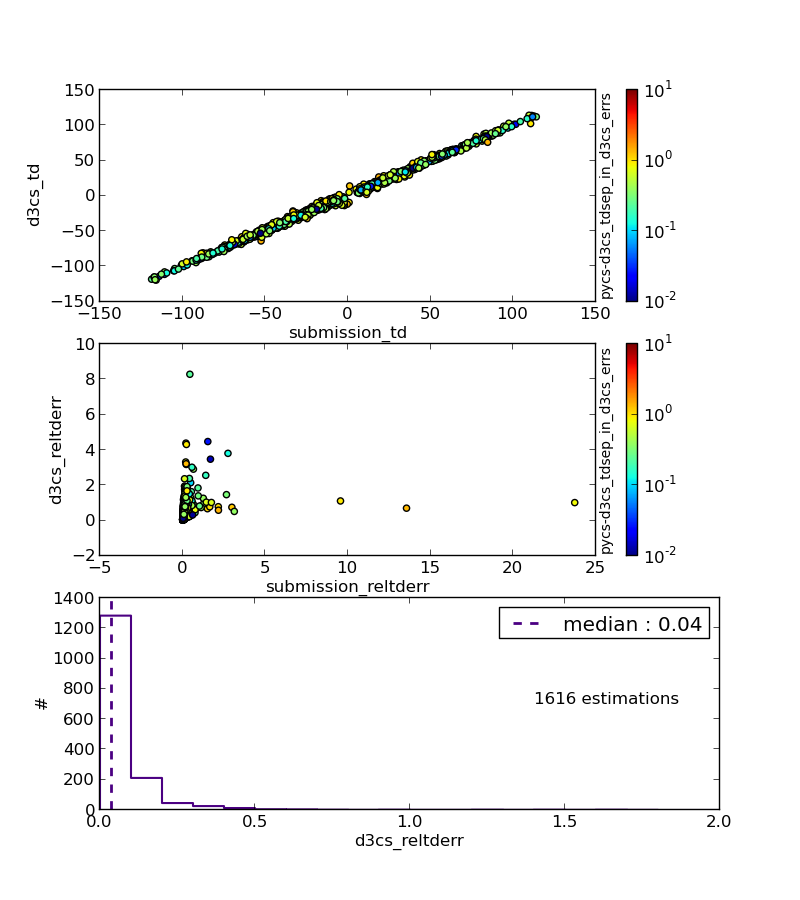 150
100
50
0
−50
−100
−150
d3cs_td
−150 −100 −50 0 50 100 150
submission_td
10^1
10^0
10^-1
10^-2
pycs-d3cs_tdsep_in_d3cs_errs
10
8
6
4
2
0
−2
d3cs_reltderr
−5 0 5 10 15 20 25
submission_reltderr
10^1
10^0
10^-1
10^-2
pycs-d3cs_tdsep_in_d3cs_errs
1400
1200
1000
800
600
400
200
0
#
median : 0.04
1616 estimations
0.0 0.5 1.0 1.5 2.0
d3cs_reltderr